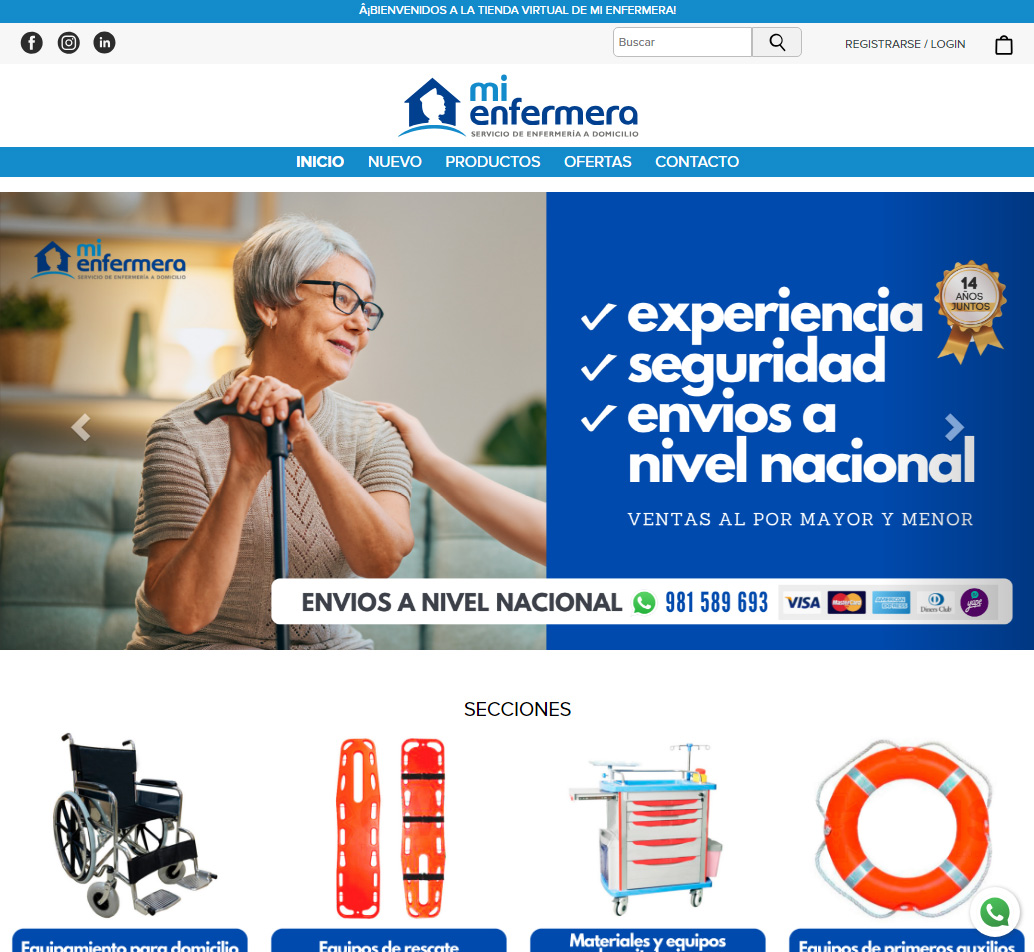 Â¡BIENVENIDOS A LA TIENDA VIRTUAL DE MI ENFERMERA!
Buscar
REGISTRARSE / LOGIN
mi
enfermera
SERVICIO DE ENFERMERÍA A DOMICILIO
INICIO NUEVO PRODUCTOS OFERTAS CONTACTO
mi
enfermera
SERVICIO DE ENFERMERÍA A DOMICILIO
14
AÑOS
JUNTOS
experiencia
seguridad
envios a
nivel nacional
VENTAS AL POR MAYOR Y MENOR
ENVIOS A NIVEL NACIONAL 981 589 693 VISA MasterCard AMERICAN EXPRESS Diners Club yape
SECCIONES
Equipamiento para domicilio
Equipos de rescate
Materiales y equipos
Equipos de primeros auxilios